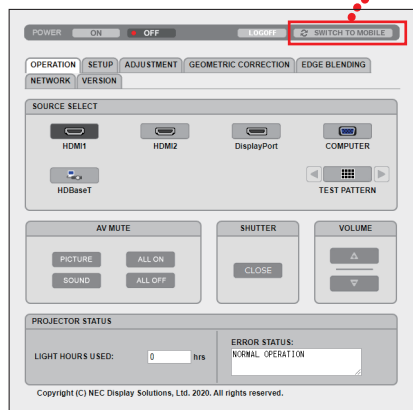 POWER ON OFF LOGOFF SWITCH TO MOBILE
OPERATION SETUP ADJUSTMENT GEOMETRIC CORRECTION EDGE BLENDING
NETWORK VERSION
SOURCE SELECT
HDMI1 HDMI2 DisplayPort COMPUTER
HDBaseT TEST PATTERN
AV MUTE SHUTTER VOLUME
PICTURE ALL ON
CLOSE
SOUND ALL OFF
PROJECTOR STATUS
ERROR STATUS:
LIGHT HOURS USED: 0 hrs NORMAL OPERATION
Copyright (C) NEC Display Solutions, Ltd. 2020. All rights reserved.